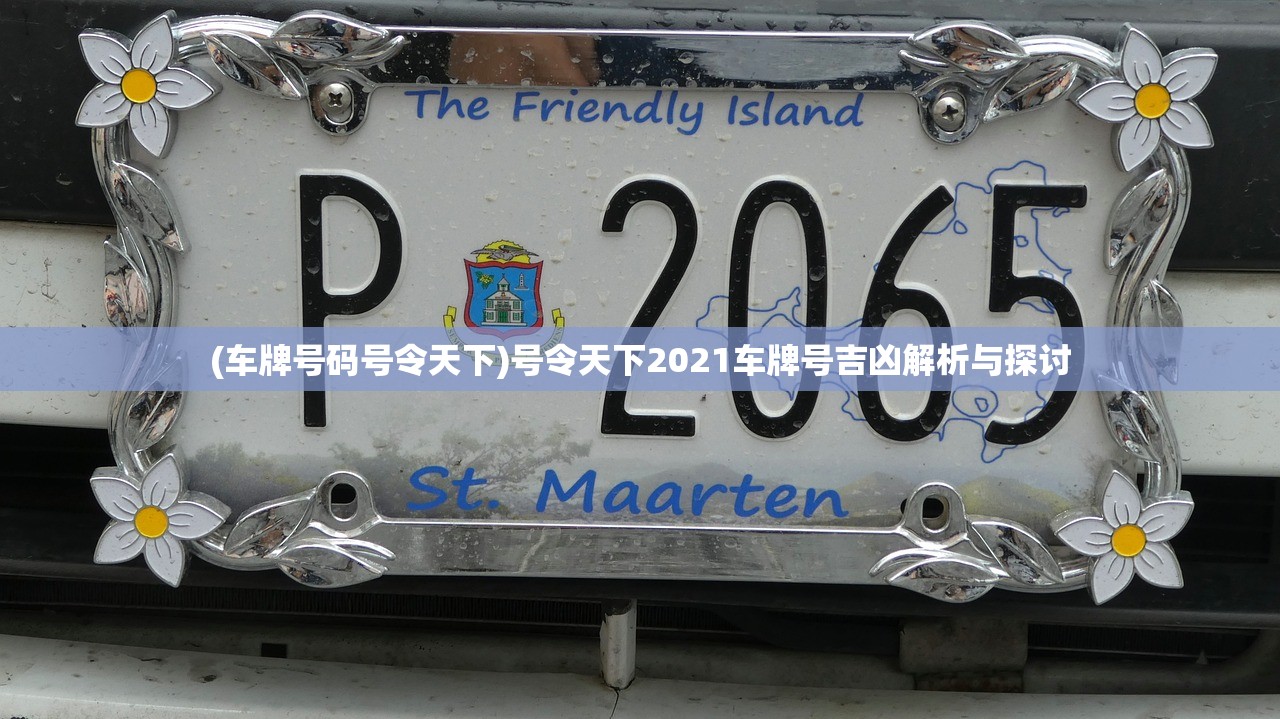 The Friendly Island
P 2065
(车牌号码号令天下)号令天下2021车牌号吉凶解析与探讨
St. Maarten